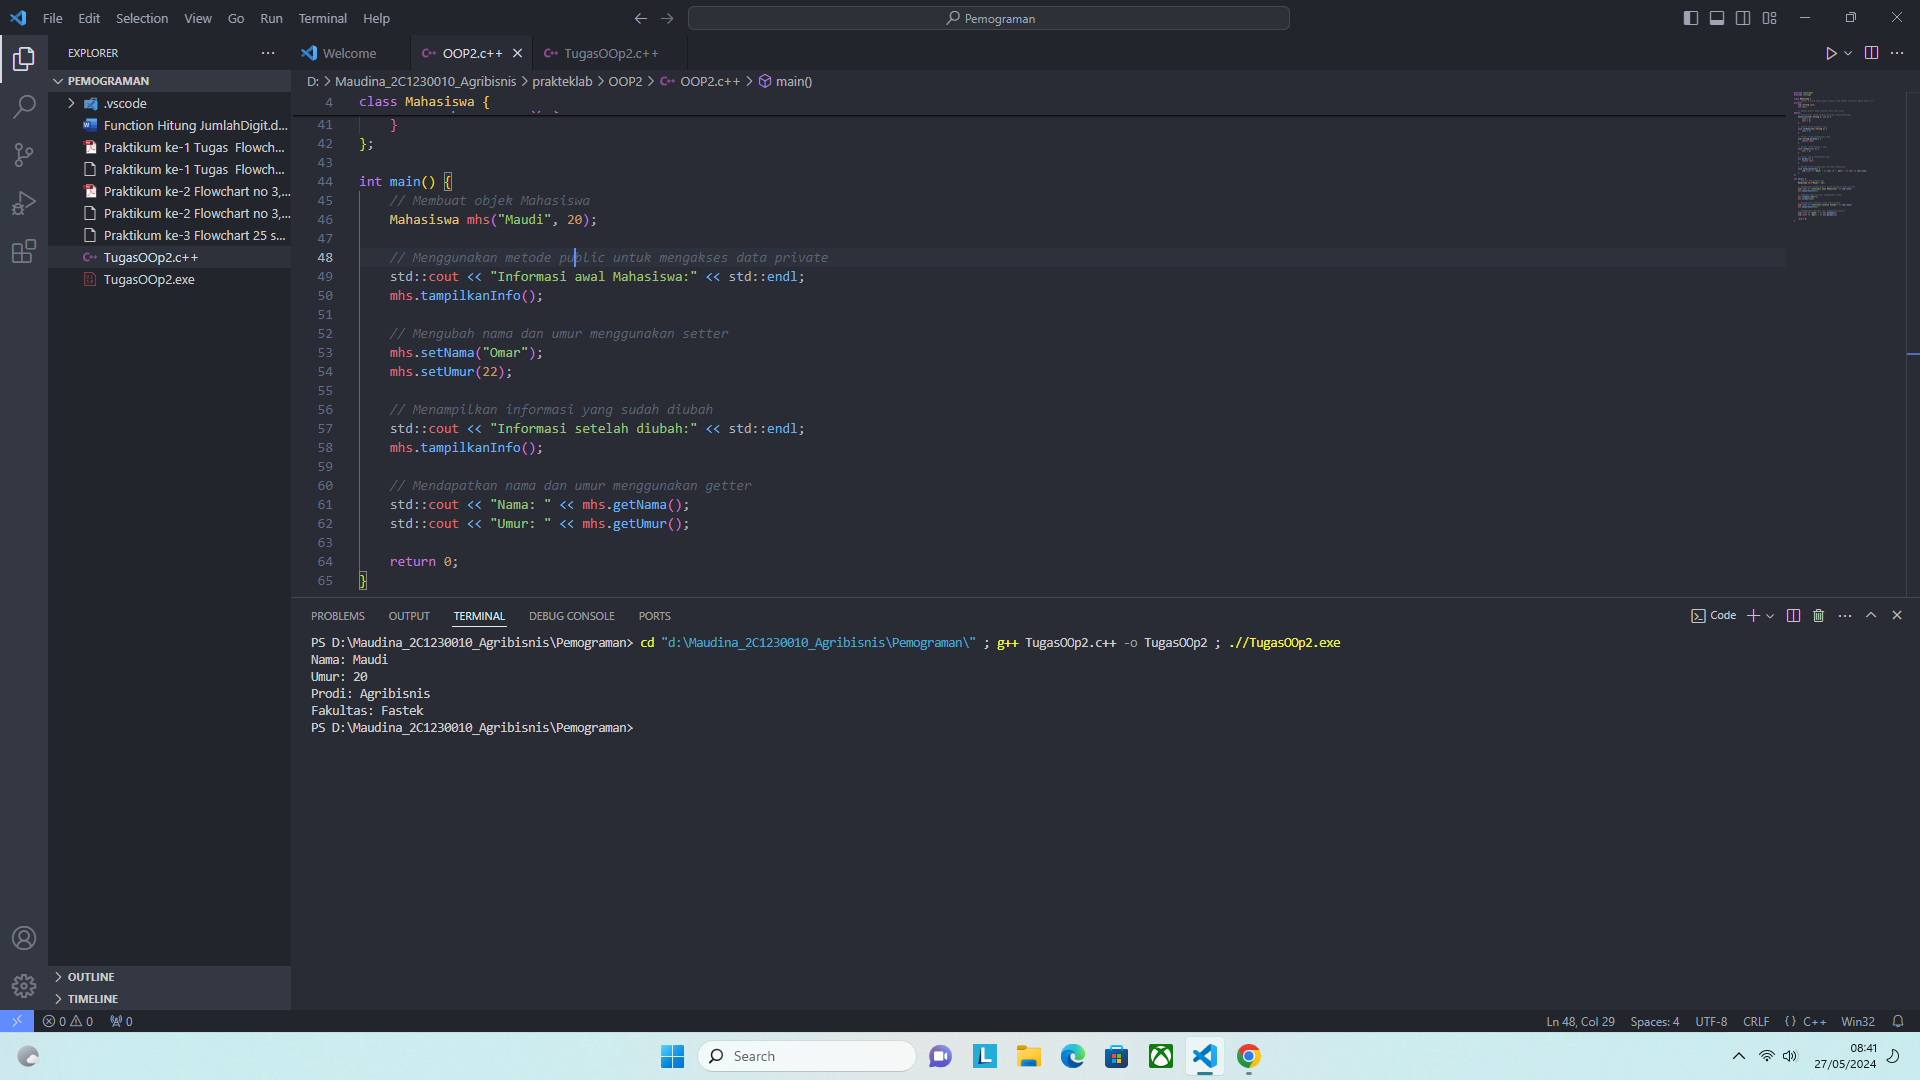 File Edit Selection View Go Run Terminal Help
Pemograman
EXPLORER
Welcome
OOP2.c++
TugasOOp2.c++
PEMOGRAMAN
.vscode
Function Hitung JumlahDigit.d...
Praktikum ke-1 Tugas Flowch...
Praktikum ke-1 Tugas Flowch...
Praktikum ke-2 Flowchart no 3,...
Praktikum ke-2 Flowchart no 3,...
Praktikum ke-3 Flowchart 25 s...
TugasOOp2.c++
TugasOOp2.exe
OUTLINE
TIMELINE
D: > Maudina_2C1230010_Agribisnis > prakteklab > OOP2 > OOP2.c++ > main()
4 class Mahasiswa {
41 }
42 };
43
44 int main() {
45 // Membuat objek Mahasiswa
46 Mahasiswa mhs("Maudi", 20);
47
48 // Menggunakan metode public untuk mengakses data private
49 std::cout << "Informasi awal Mahasiswa:" << std::endl;
50 mhs.tampilkanInfo();
51
52 // Mengubah nama dan umur menggunakan setter
53 mhs.setNama("Omar");
54 mhs.setUmur(22);
55
56 // Menampilkan informasi yang sudah diubah
57 std::cout << "Informasi setelah diubah:" << std::endl;
58 mhs.tampilkanInfo();
59
60 // Mendapatkan nama dan umur menggunakan getter
61 std::cout << "Nama: " << mhs.getNama();
62 std::cout << "Umur: " << mhs.getUmur();
63
64 return 0;
65 }
PROBLEMS OUTPUT TERMINAL DEBUG CONSOLE PORTS
Code
PS D:\Maudina_2C1230010_Agribisnis\Pemograman> cd "d:\Maudina_2C1230010_Agribisnis\Pemograman\" ; g++ TugasOOp2.c++ -o TugasOOp2 ; .//TugasOOp2.exe
Nama: Maudi
Umur: 20
Prodi: Agribisnis
Fakultas: Fastek
PS D:\Maudina_2C1230010_Agribisnis\Pemograman>
0 0 0
Ln 48, Col 29 Spaces: 4 UTF-8 CRLF {} C++ Win32
Search
08:41
27/05/2024